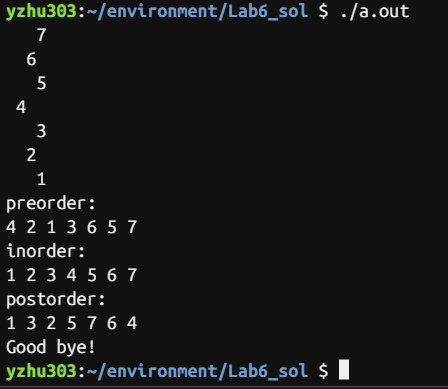 yzhu303:~/environment/Lab6_sol $ ./a.out
7
6
5
4
3
2
1
preorder:
4 2 1 3 6 5 7
inorder:
1 2 3 4 5 6 7
postorder:
1 3 2 5 7 6 4
Good bye!
yzhu303:~/environment/Lab6_sol $